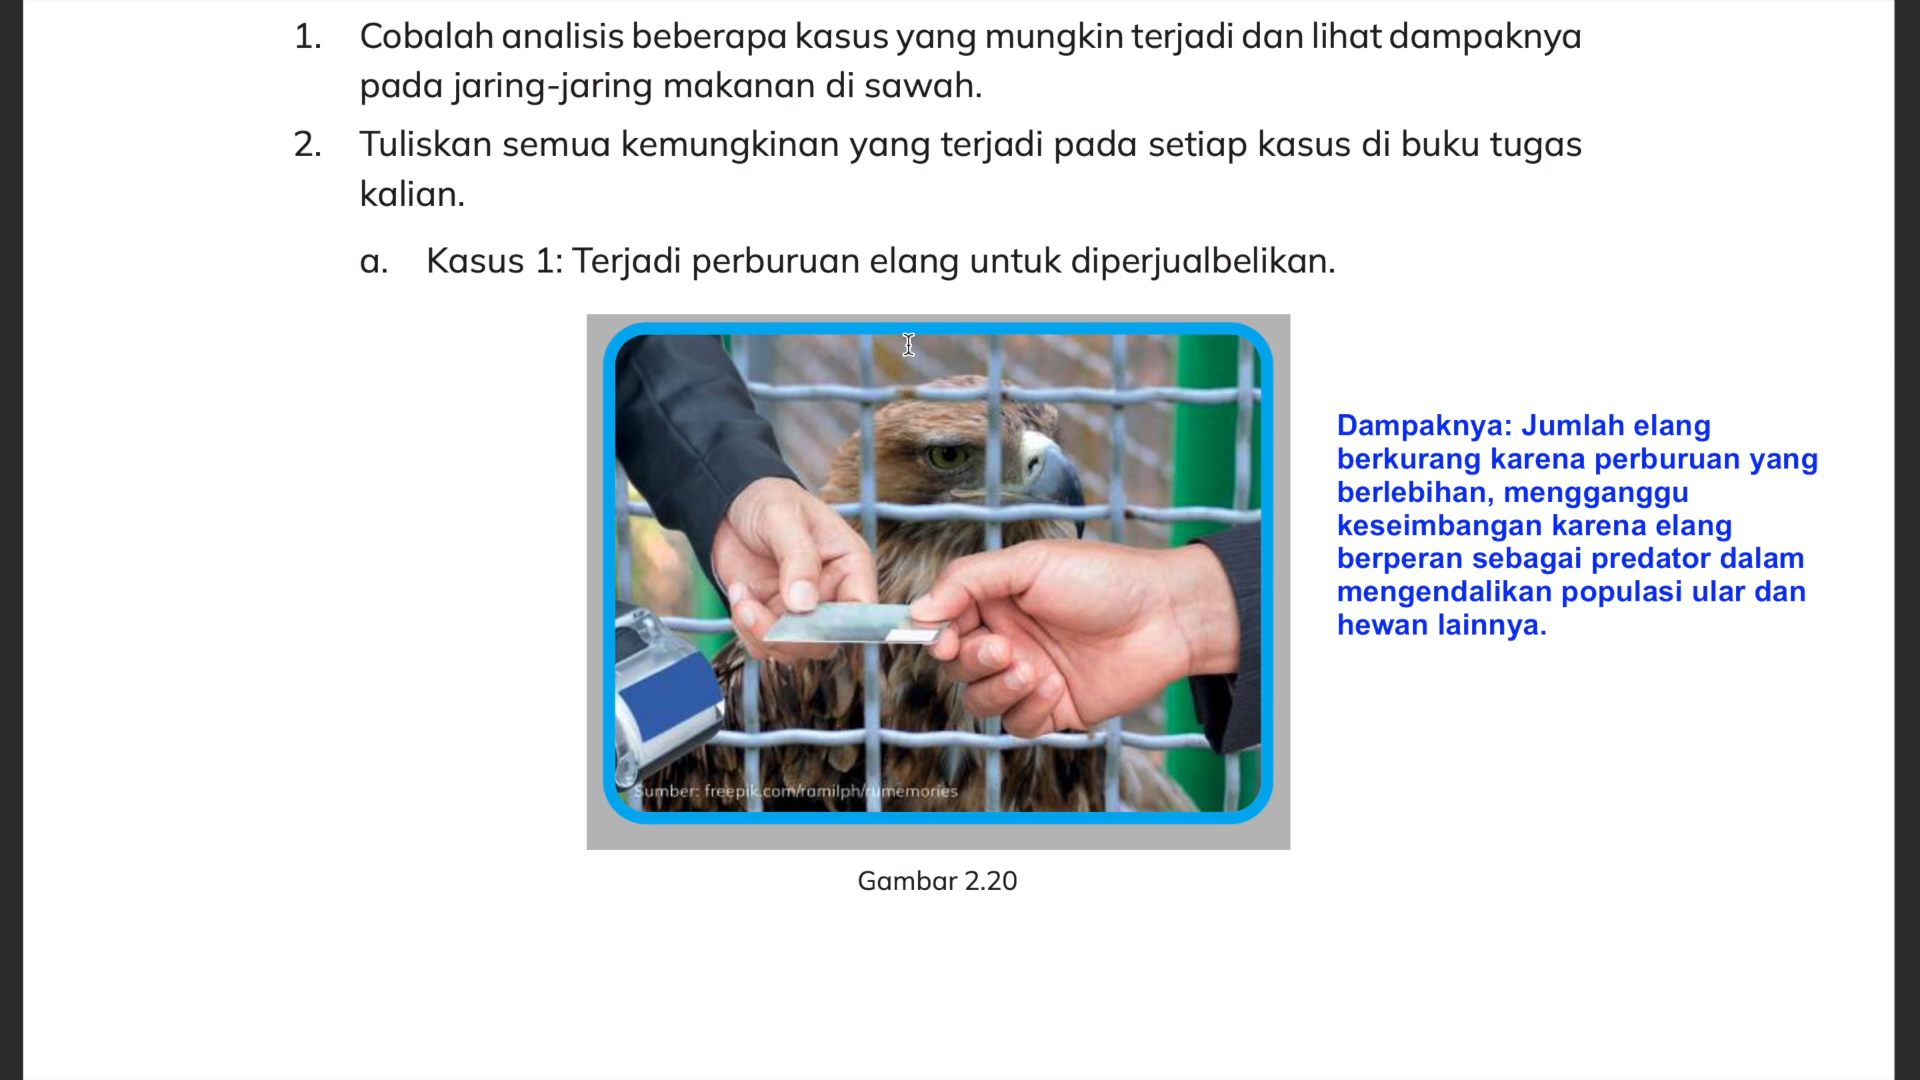 1. Cobalah analisis beberapa kasus yang mungkin terjadi dan lihat dampaknya
pada jaring-jaring makanan di sawah.
2. Tuliskan semua kemungkinan yang terjadi pada setiap kasus di buku tugas
kalian.
a. Kasus 1: Terjadi perburuan elang untuk diperjualbelikan.
Sumber: freepik.com/ramilph/rumemories
Gambar 2.20
Dampaknya: Jumlah elang
berkurang karena perburuan yang
berlebihan, mengganggu
keseimbangan karena elang
berperan sebagai predator dalam
mengendalikan populasi ular dan
hewan lainnya.